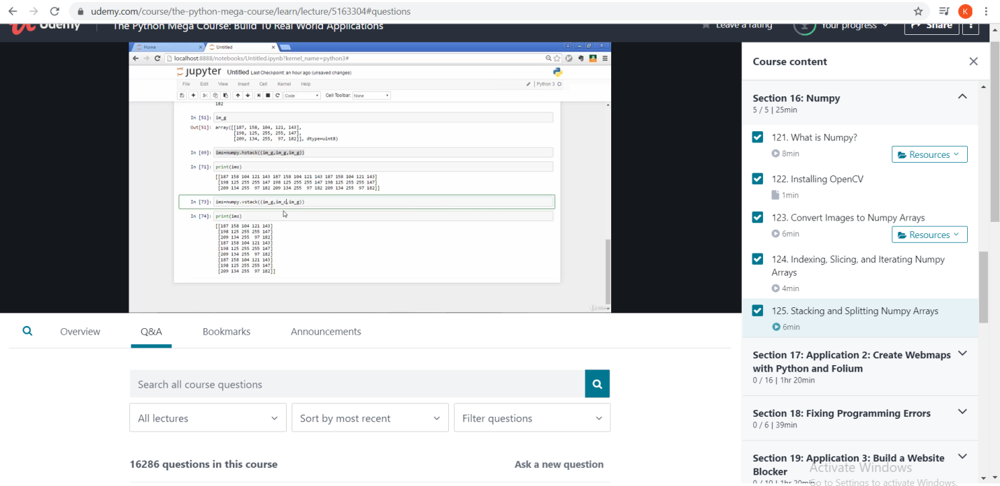 udemy.com/course/the-python-mega-course/learn/lecture/5163304#questions
K
Udemy
The Python Mega Course: Build 10 Real World Applications
Leave a rating
Your progress
Share
Home
Untitled
localhost:8888/notebooks/Untitled.ipynb?kernel_name=python3#
jupyter Untitled Last Checkpoint: an hour ago (unsaved changes)
File Edit View Insert Cell Kernel Help
Python 3
Code
Cell Toolbar: None
182
In [51]: im_g
Out[51]: array([[187, 158, 104, 121, 143],
[198, 125, 255, 255, 147],
[209, 134, 255, 97, 182]], dtype=uint8)
In [69]: ims=numpy.hstack((im_g,im_g,im_g))
In [71]: print(ims)
[[187 158 104 121 143 187 158 104 121 143 187 158 104 121 143]
[198 125 255 255 147 198 125 255 255 147 198 125 255 255 147]
[209 134 255 97 182 209 134 255 97 182 209 134 255 97 182]]
In [73]: ims=numpy.vstack((im_g,im_c,im_g))
In [74]: print(ims)
[[187 158 104 121 143]
[198 125 255 255 147]
[209 134 255 97 182]
[187 158 104 121 143]
[198 125 255 255 147]
[209 134 255 97 182]
[187 158 104 121 143]
[198 125 255 255 147]
[209 134 255 97 182]]
Overview
Q&A
Bookmarks
Announcements
Search all course questions
All lectures
Sort by most recent
Filter questions
16286 questions in this course
Ask a new question
Course content
Section 16: Numpy
5 / 5 | 25min
121. What is Numpy?
8min
Resources
122. Installing OpenCV
1min
123. Convert Images to Numpy Arrays
6min
Resources
124. Indexing, Slicing, and Iterating Numpy
Arrays
4min
125. Stacking and Splitting Numpy Arrays
6min
Section 17: Application 2: Create Webmaps
with Python and Folium
0 / 16 | 1hr 20min
Section 18: Fixing Programming Errors
0 / 6 | 39min
Section 19: Application 3: Build a Website
Blocker
0 / 10 | 1hr 20min
Activate Windows
Go to Settings to activate Windows.